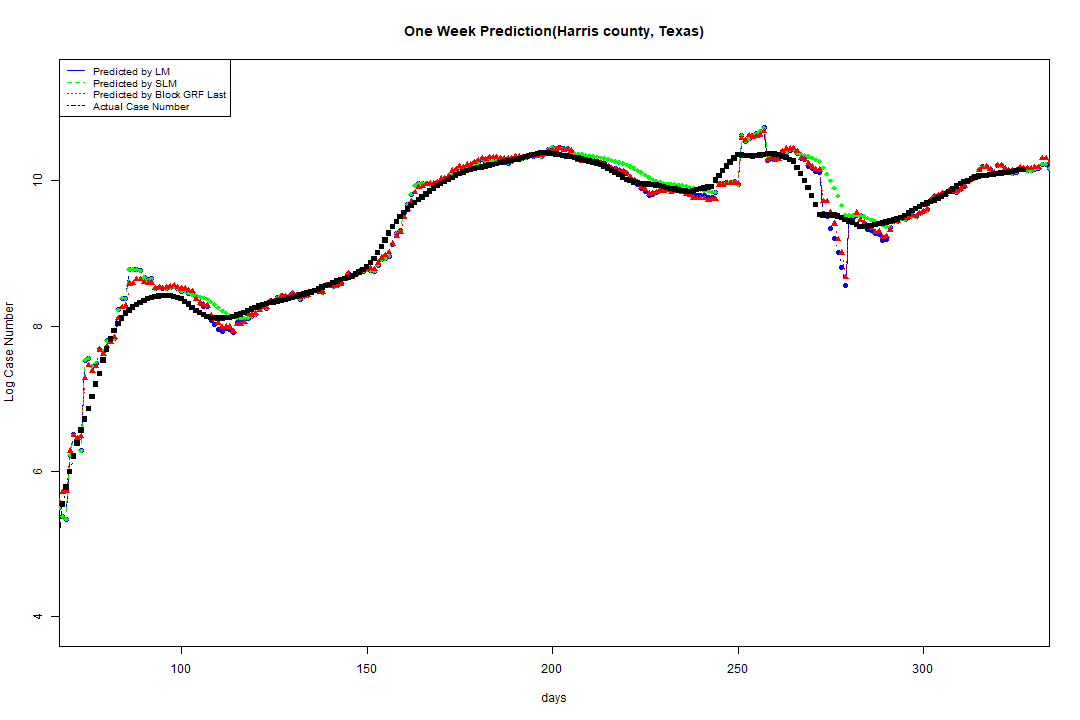 One Week Prediction(Harris county, Texas)
Predicted by LM
Predicted by SLM
Predicted by Block GRF Last
Actual Case Number
10
8
6
4
Log Case Number
100 150 200 250 300
days